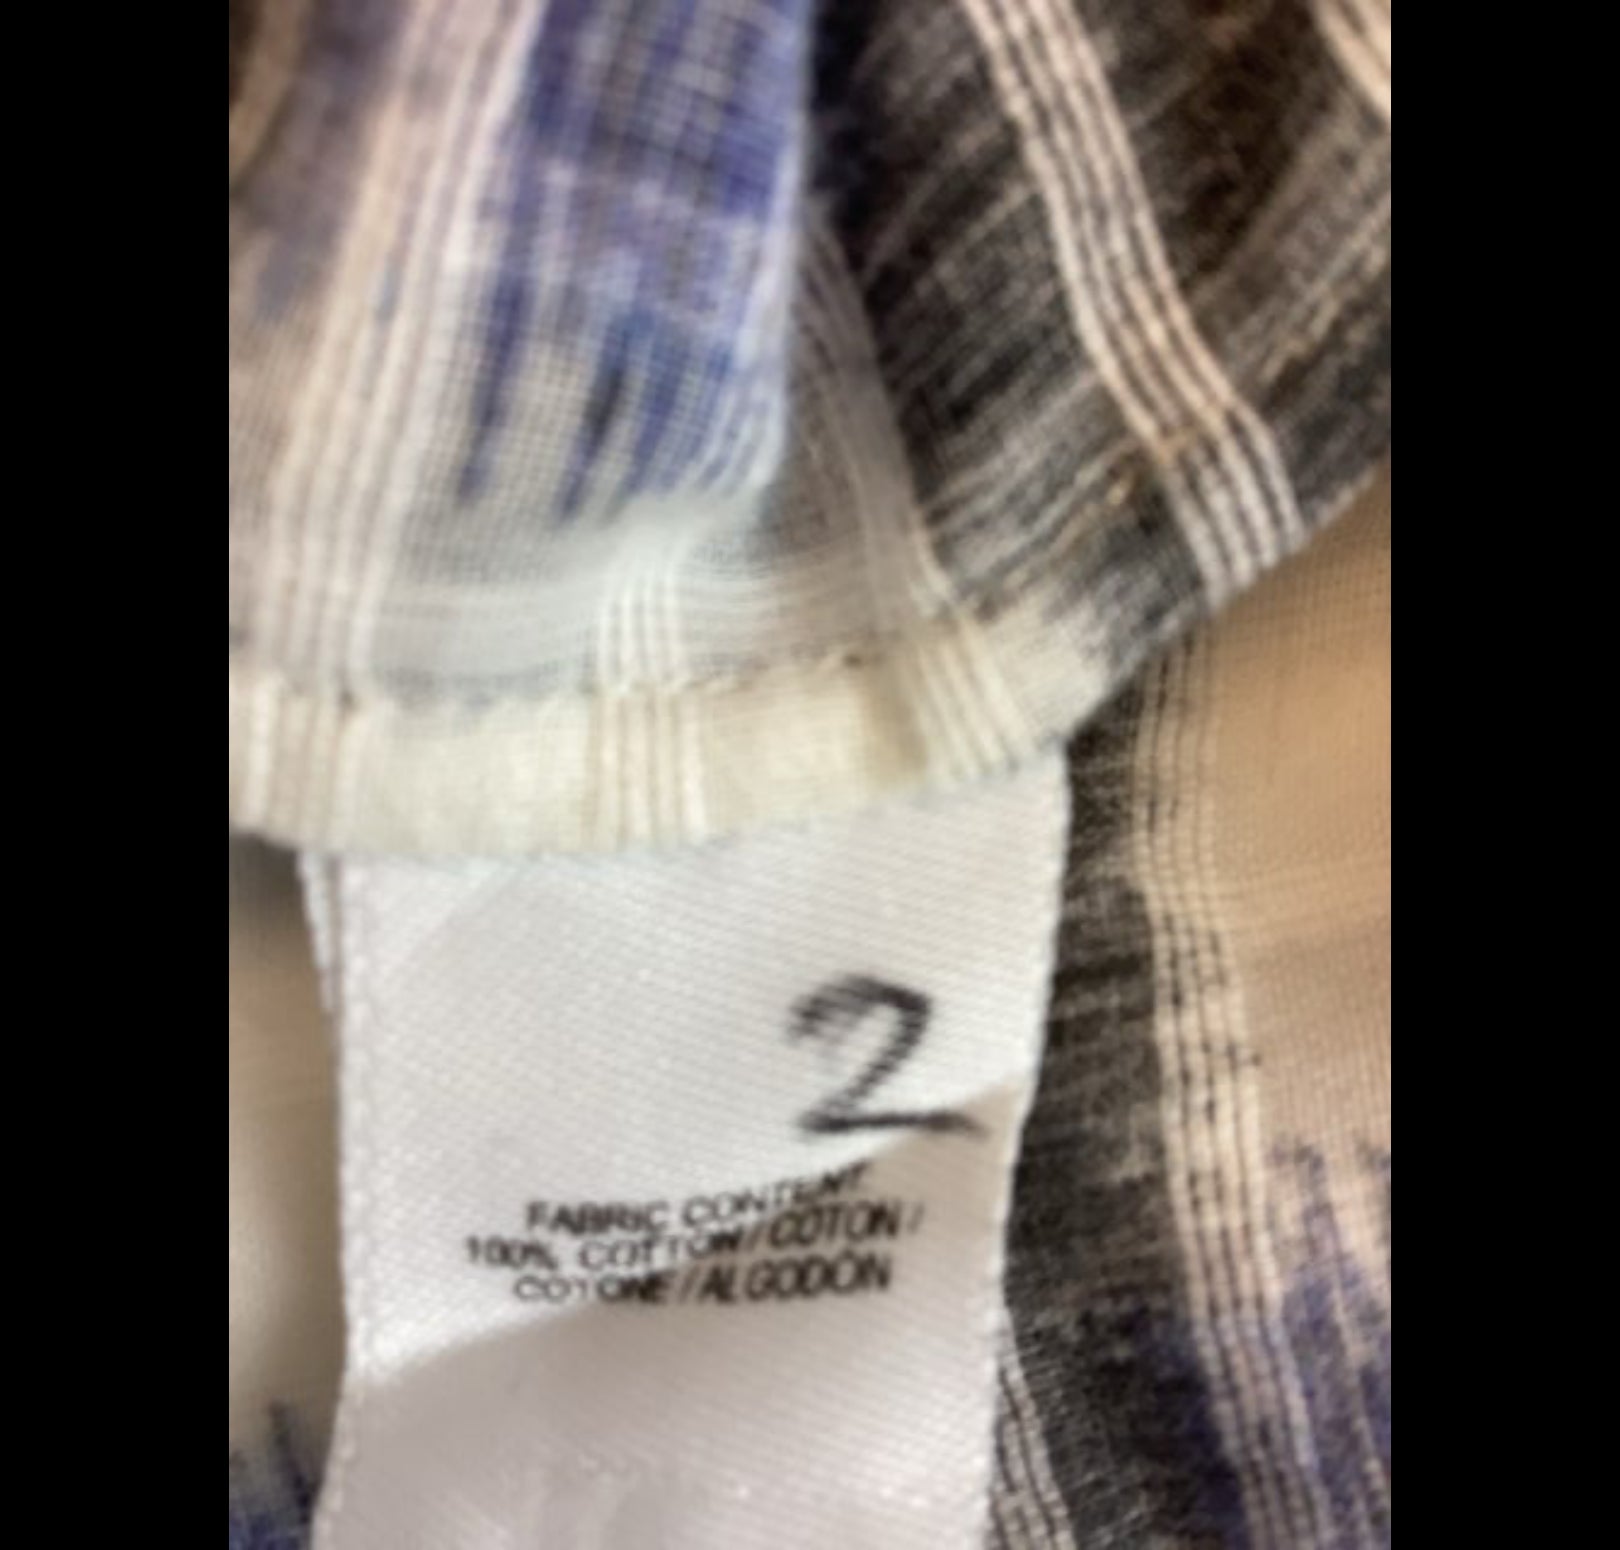 2
FABRIC CONTENT
100% COTTON / COTON /
COTONE / ALGODÓN